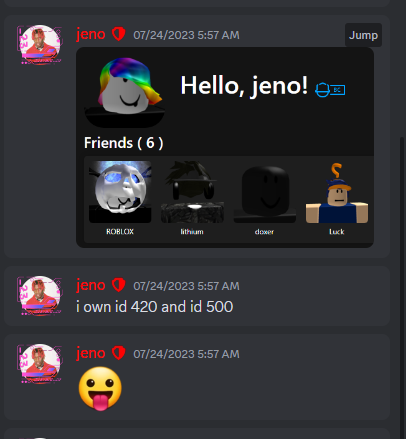 jeno 07/24/2023 5:57 AM
Jump
Hello, jeno!
Friends ( 6 )
ROBLOX lithium doxer Luck
jeno 07/24/2023 5:57 AM
i own id 420 and id 500
jeno 07/24/2023 5:57 AM